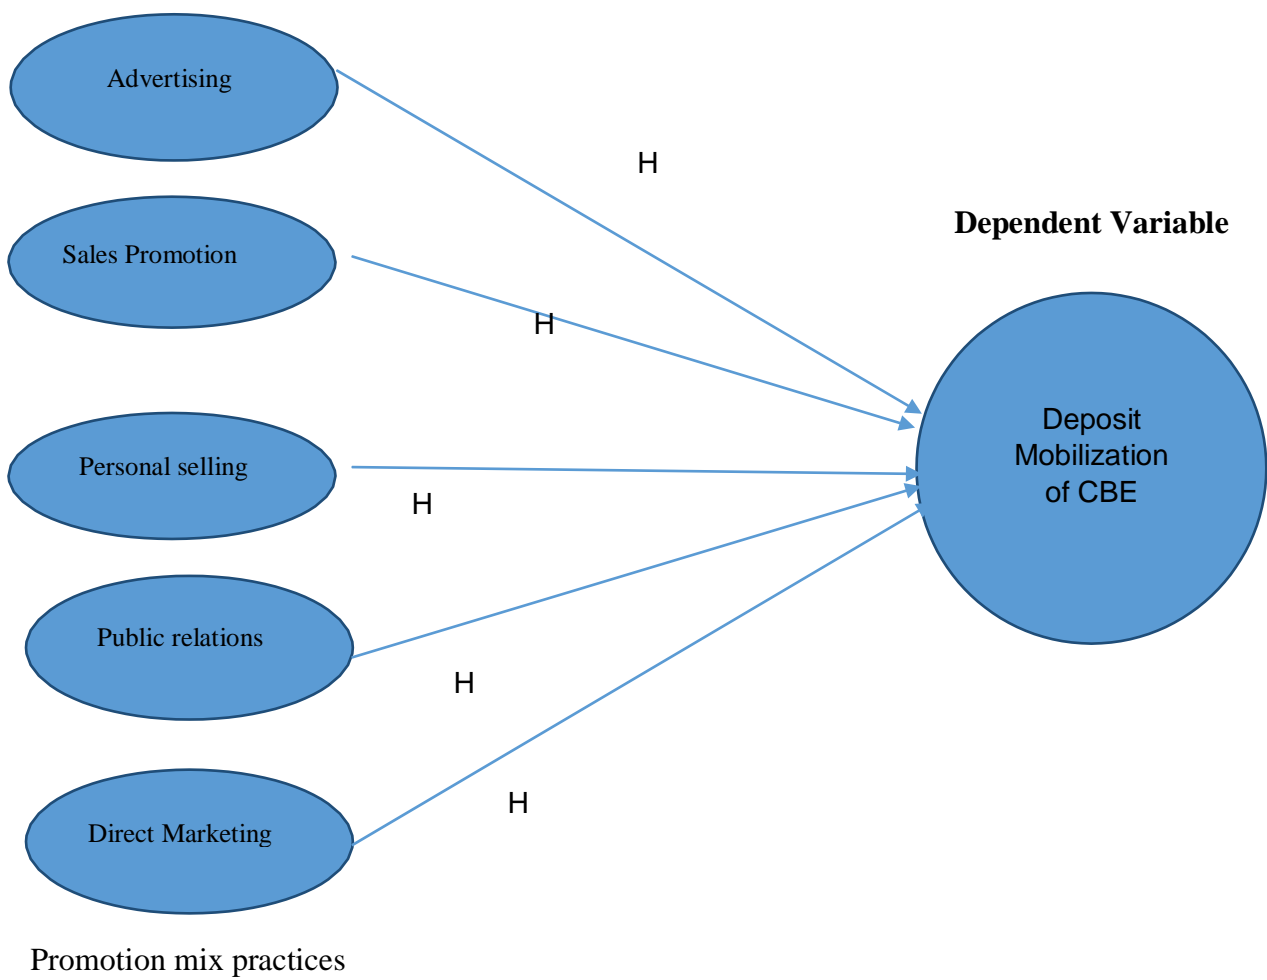 Advertising
H
Dependent Variable
Sales Promotion
H
Deposit
Mobilization
of CBE
Personal selling
H
Public relations
H
H
Direct Marketing
Promotion mix practices